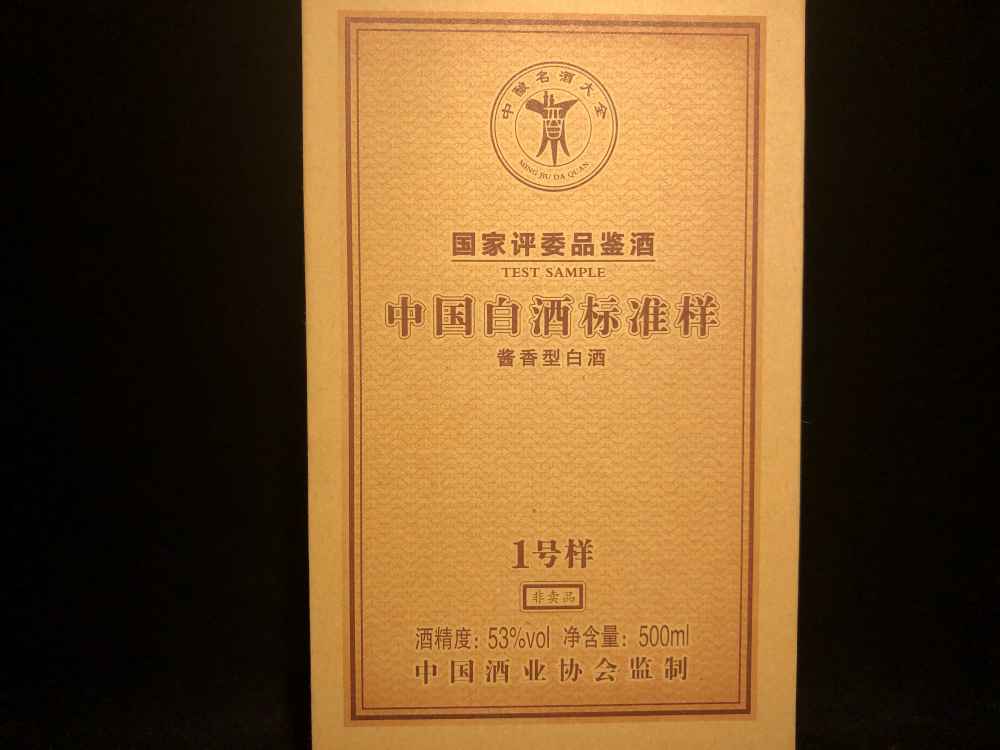 中酿名酒大全
MING JIU DA QUAN
国家评委品鉴酒
TEST SAMPLE
中国白酒标准样
酱香型白酒
1号样
非卖品
酒精度：53%vol 净含量：500ml
中国酒业协会监制